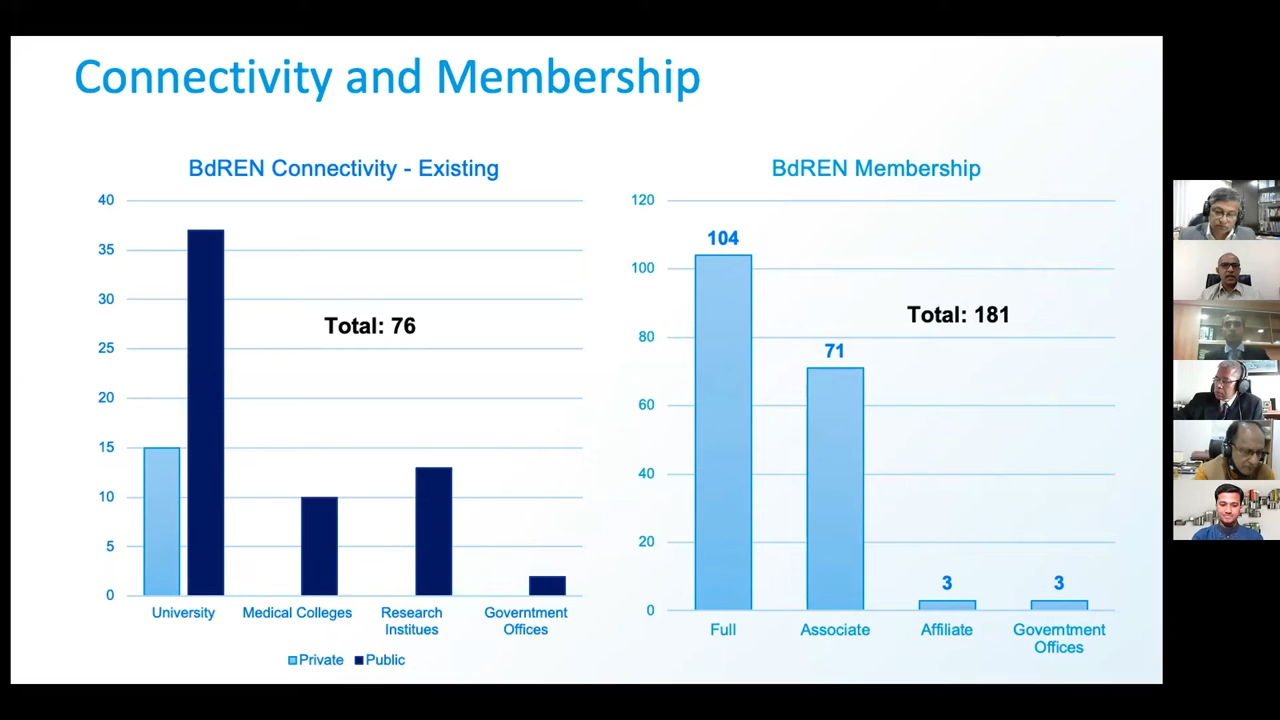 Connectivity and Membership
BdREN Connectivity - Existing
40
35
30
25
20
15
10
5
0
Total: 76
University
Medical Colleges
Research
Institues
Governtment
Offices
Private
Public
BdREN Membership
120
100
80
60
40
20
0
104
71
3
3
Total: 181
Full
Associate
Affiliate
Governtment
Offices